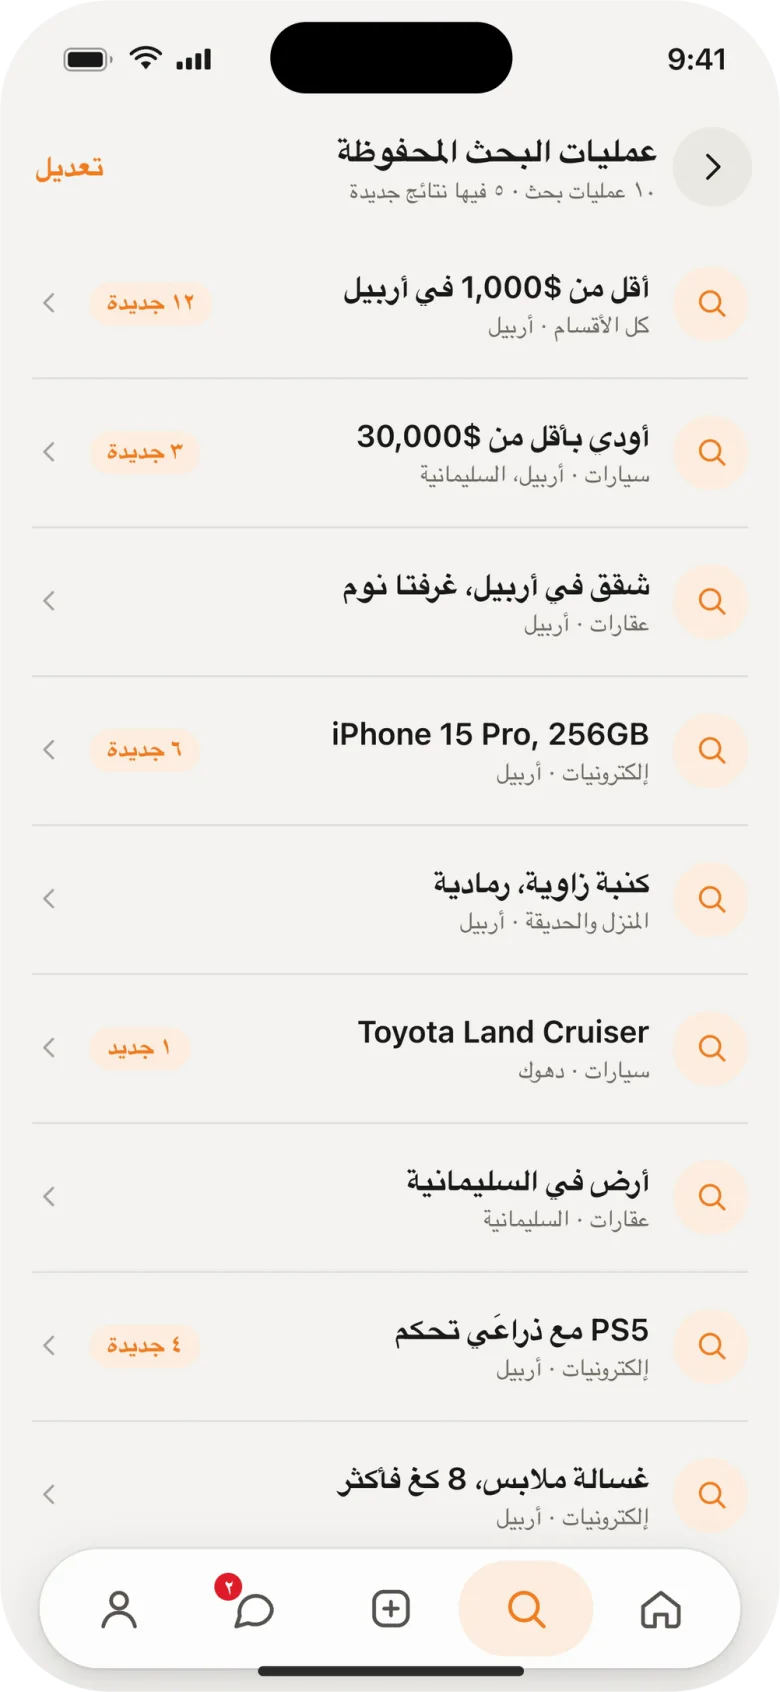 9:41
عمليات البحث المحفوظة
١٠ عمليات بحث · ٥ فيها نتائج جديدة
تعديل
أقل من $1,000 في أربيل
كل الأقسام · أربيل
١٢ جديدة
أودي بأقل من $30,000
سيارات · أربيل، السليمانية
٣ جديدة
شقق في أربيل، غرفتا نوم
عقارات · أربيل
iPhone 15 Pro, 256GB
إلكترونيات · أربيل
٦ جديدة
كنبة زاوية، رمادية
المنزل والحديقة · أربيل
Toyota Land Cruiser
سيارات · دهوك
١ جديد
أرض في السليمانية
عقارات · السليمانية
PS5 مع ذراعَي تحكم
إلكترونيات · أربيل
٤ جديدة
غسالة ملابس، 8 كغ فأكثر
إلكترونيات · أربيل
٢